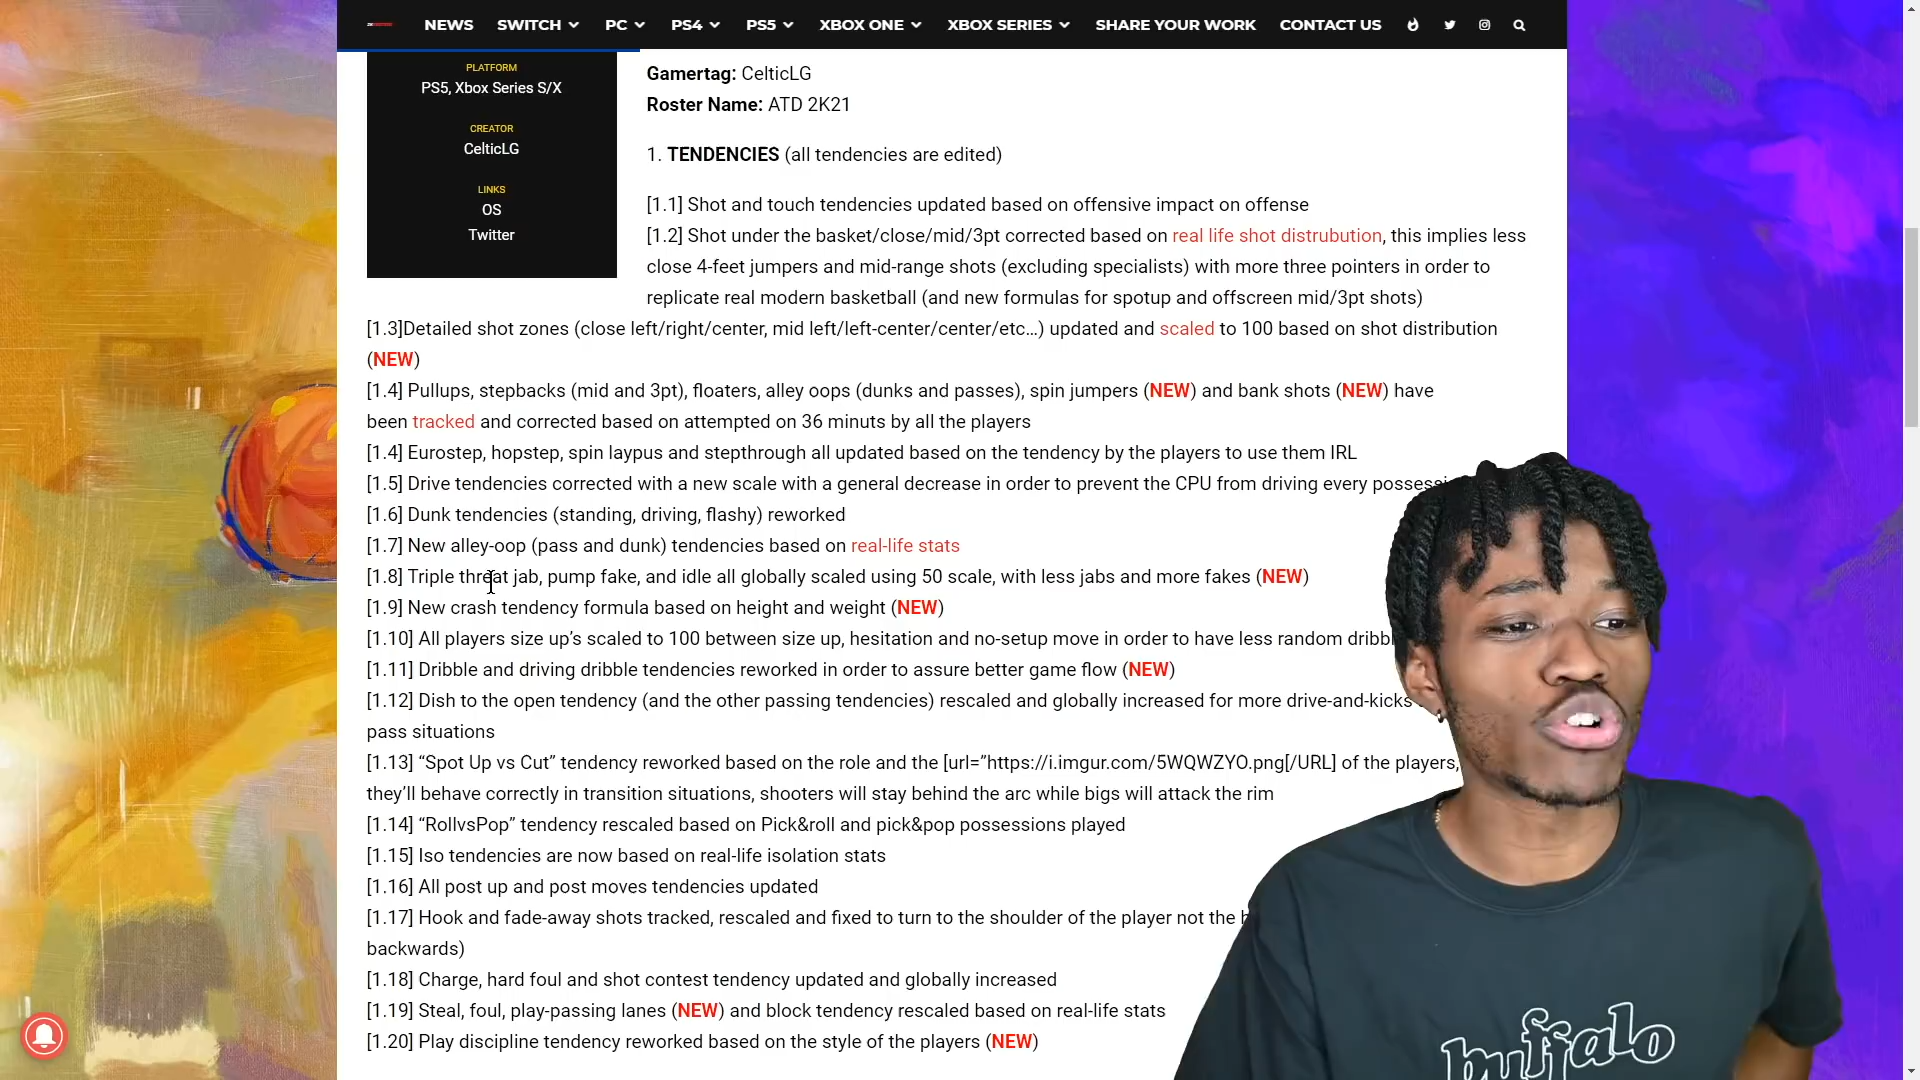 NEWS SWITCH PC PS4 PS5 XBOX ONE XBOX SERIES SHARE YOUR WORK CONTACT US
PLATFORM
PS5, Xbox Series S/X
CREATOR
CelticLG
LINKS
OS
Twitter
Gamertag: CelticLG
Roster Name: ATD 2K21
1. TENDENCIES (all tendencies are edited)
[1.1] Shot and touch tendencies updated based on offensive impact on offense
[1.2] Shot under the basket/close/mid/3pt corrected based on real life shot distrubution, this implies less
close 4-feet jumpers and mid-range shots (excluding specialists) with more three pointers in order to
replicate real modern basketball (and new formulas for spotup and offscreen mid/3pt shots)
[1.3]Detailed shot zones (close left/right/center, mid left/left-center/center/etc…) updated and scaled to 100 based on shot distribution
(NEW)
[1.4] Pullups, stepbacks (mid and 3pt), floaters, alley oops (dunks and passes), spin jumpers (NEW) and bank shots (NEW) have
been tracked and corrected based on attempted on 36 minuts by all the players
[1.4] Eurostep, hopstep, spin laypus and stepthrough all updated based on the tendency by the players to use them IRL
[1.5] Drive tendencies corrected with a new scale with a general decrease in order to prevent the CPU from driving every possessi
[1.6] Dunk tendencies (standing, driving, flashy) reworked
[1.7] New alley-oop (pass and dunk) tendencies based on real-life stats
[1.8] Triple threat jab, pump fake, and idle all globally scaled using 50 scale, with less jabs and more fakes (NEW)
[1.9] New crash tendency formula based on height and weight (NEW)
[1.10] All players size up’s scaled to 100 between size up, hesitation and no-setup move in order to have less random dribbl
[1.11] Dribble and driving dribble tendencies reworked in order to assure better game flow (NEW)
[1.12] Dish to the open tendency (and the other passing tendencies) rescaled and globally increased for more drive-and-kicks
pass situations
[1.13] “Spot Up vs Cut” tendency reworked based on the role and the [url=”https://i.imgur.com/5WQWZYO.png[/URL] of the players,
they’ll behave correctly in transition situations, shooters will stay behind the arc while bigs will attack the rim
[1.14] “RollvsPop” tendency rescaled based on Pick&roll and pick&pop possessions played
[1.15] Iso tendencies are now based on real-life isolation stats
[1.16] All post up and post moves tendencies updated
[1.17] Hook and fade-away shots tracked, rescaled and fixed to turn to the shoulder of the player not the
backwards)
[1.18] Charge, hard foul and shot contest tendency updated and globally increased
[1.19] Steal, foul, play-passing lanes (NEW) and block tendency rescaled based on real-life stats
[1.20] Play discipline tendency reworked based on the style of the players (NEW)
buffalo